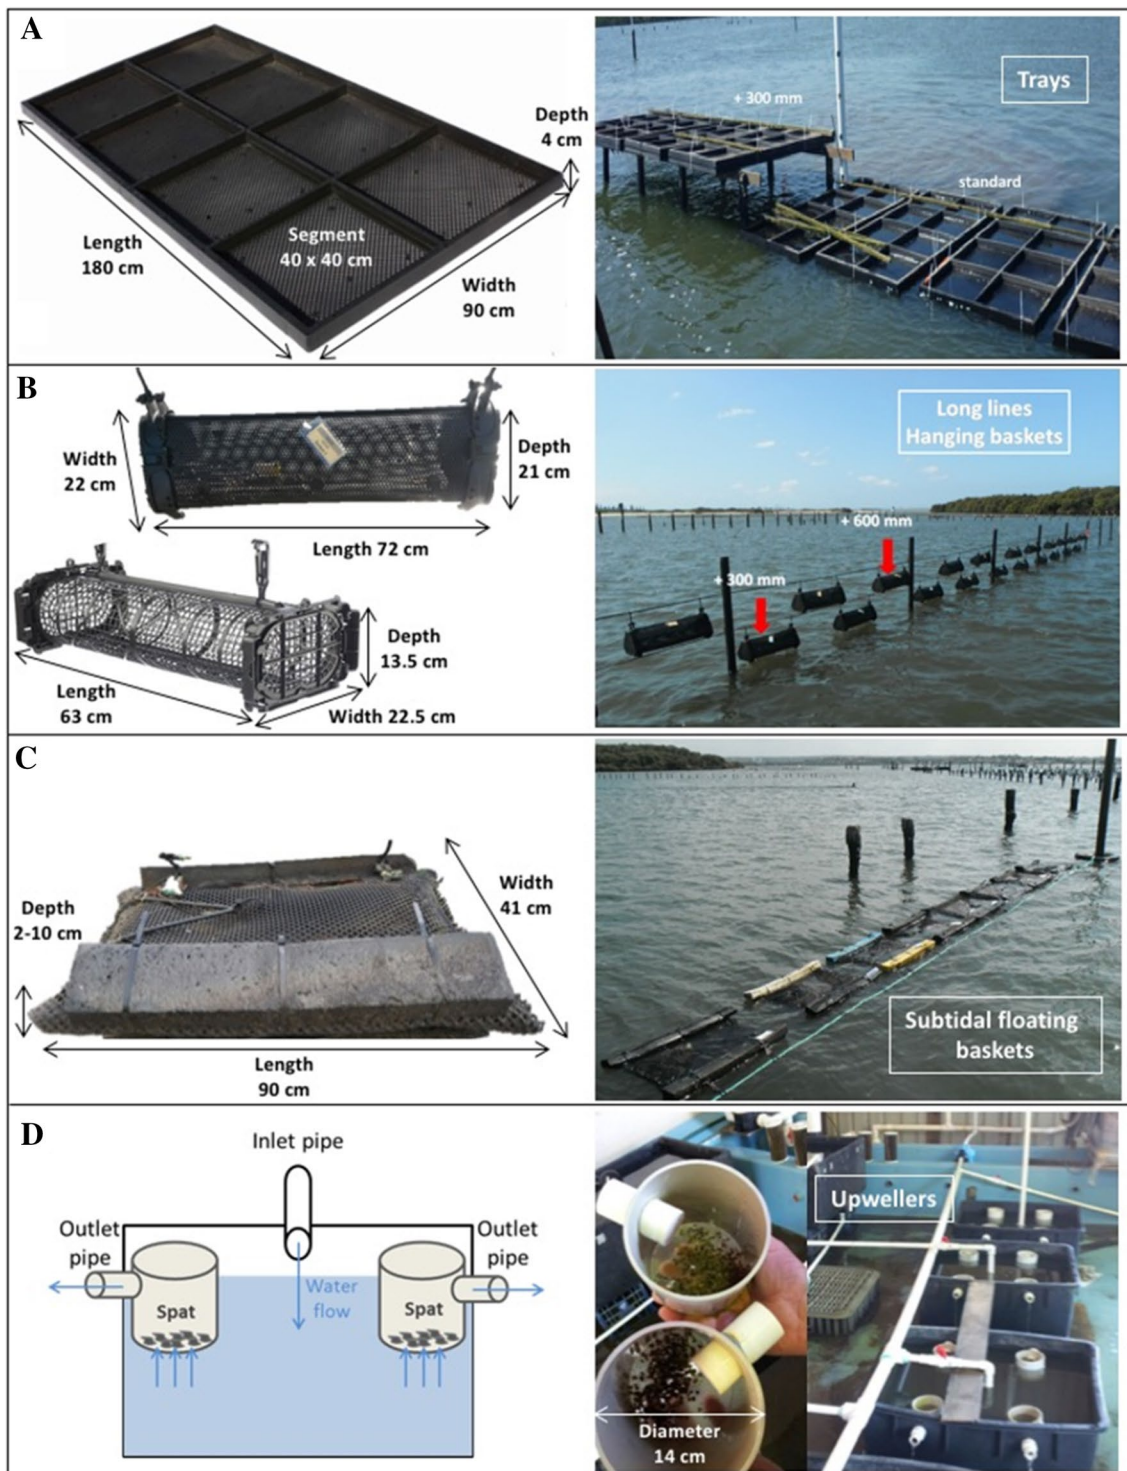 A
Depth
4 cm
Length
180 cm
Segment
40 x 40 cm
Width
90 cm
Trays
+ 300 mm
standard
B
Width
22 cm
Depth
21 cm
Length 72 cm
Depth
13.5 cm
Length
63 cm
Width 22.5 cm
Long lines
Hanging baskets
+ 600 mm
+ 300 mm
C
Depth
2-10 cm
Width
41 cm
Length
90 cm
Subtidal floating
baskets
D
Inlet pipe
Outlet
pipe
Outlet
pipe
Spat
Water
flow
Spat
Upwellers
Diameter
14 cm